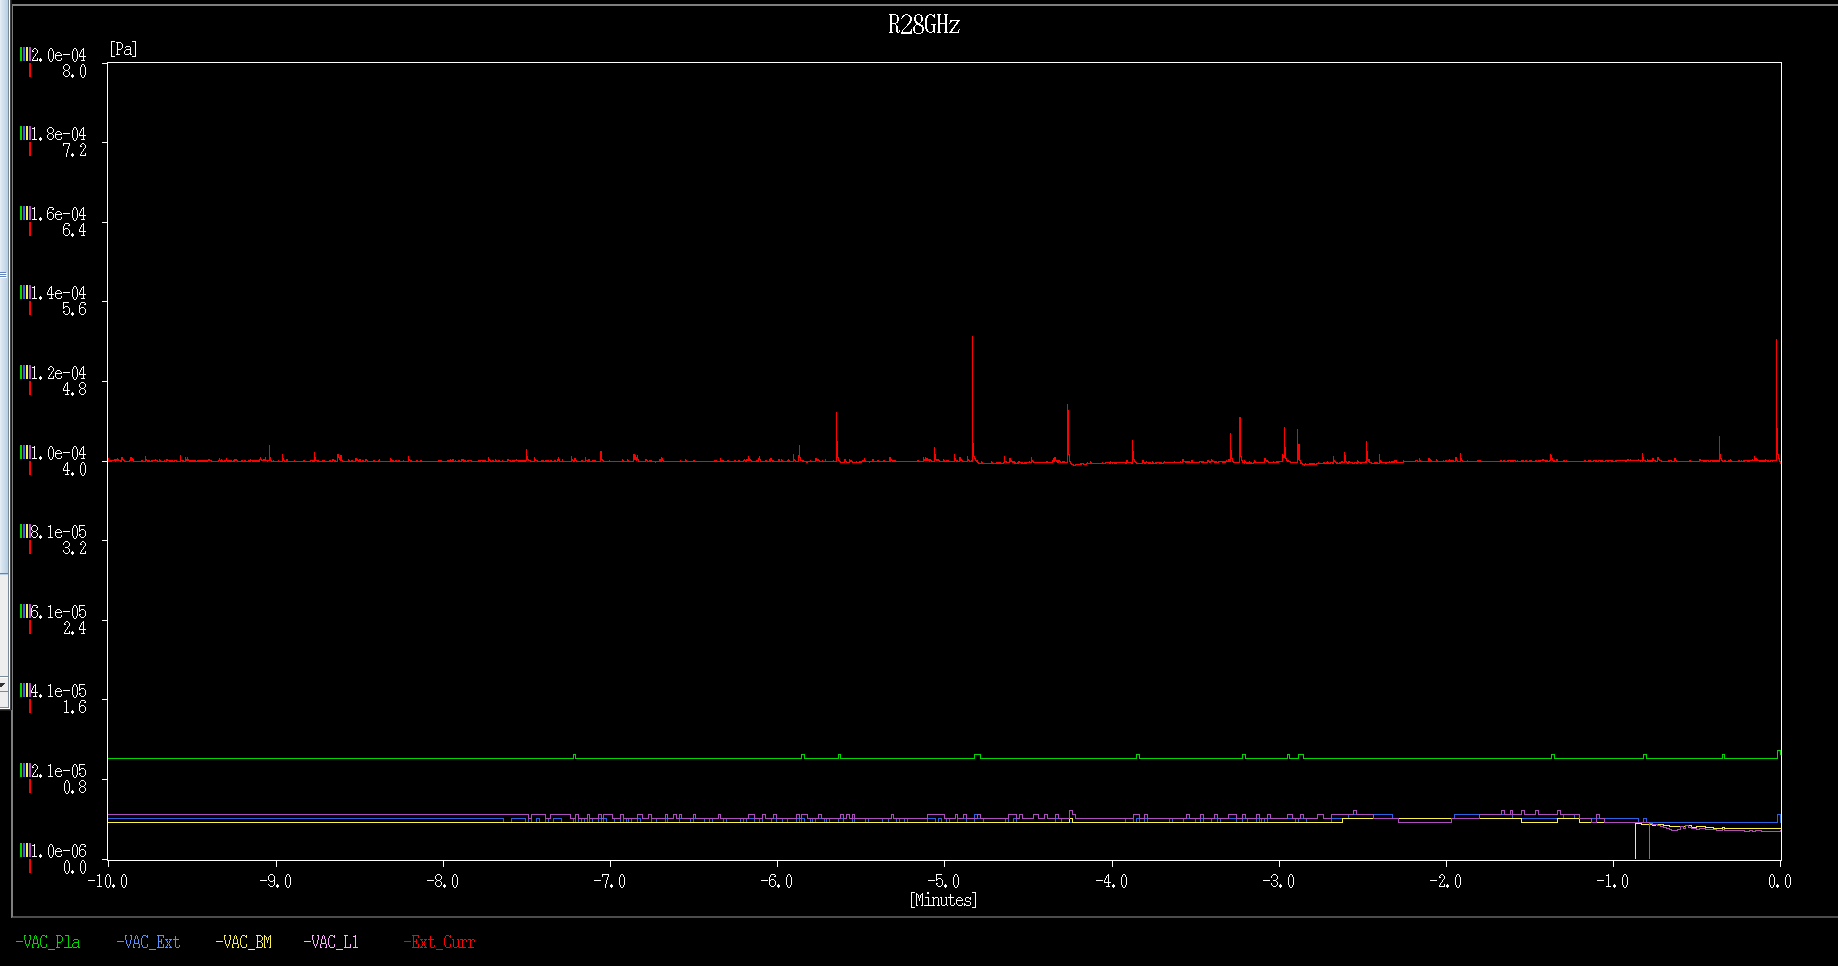 R28GHz
[Pa]
2.0e-04
8.0
1.8e-04
7.2
1.6e-04
6.4
1.4e-04
5.6
1.2e-04
4.8
1.0e-04
4.0
8.1e-05
3.2
6.1e-05
2.4
4.1e-05
1.6
2.1e-05
0.8
1.0e-06
0.0
-10.0 -9.0 -8.0 -7.0 -6.0 -5.0 -4.0 -3.0 -2.0 -1.0 0.0
[Minutes]
-VAC_Pla -VAC_Ext -VAC_BM -VAC_L1 -Ext_Curr